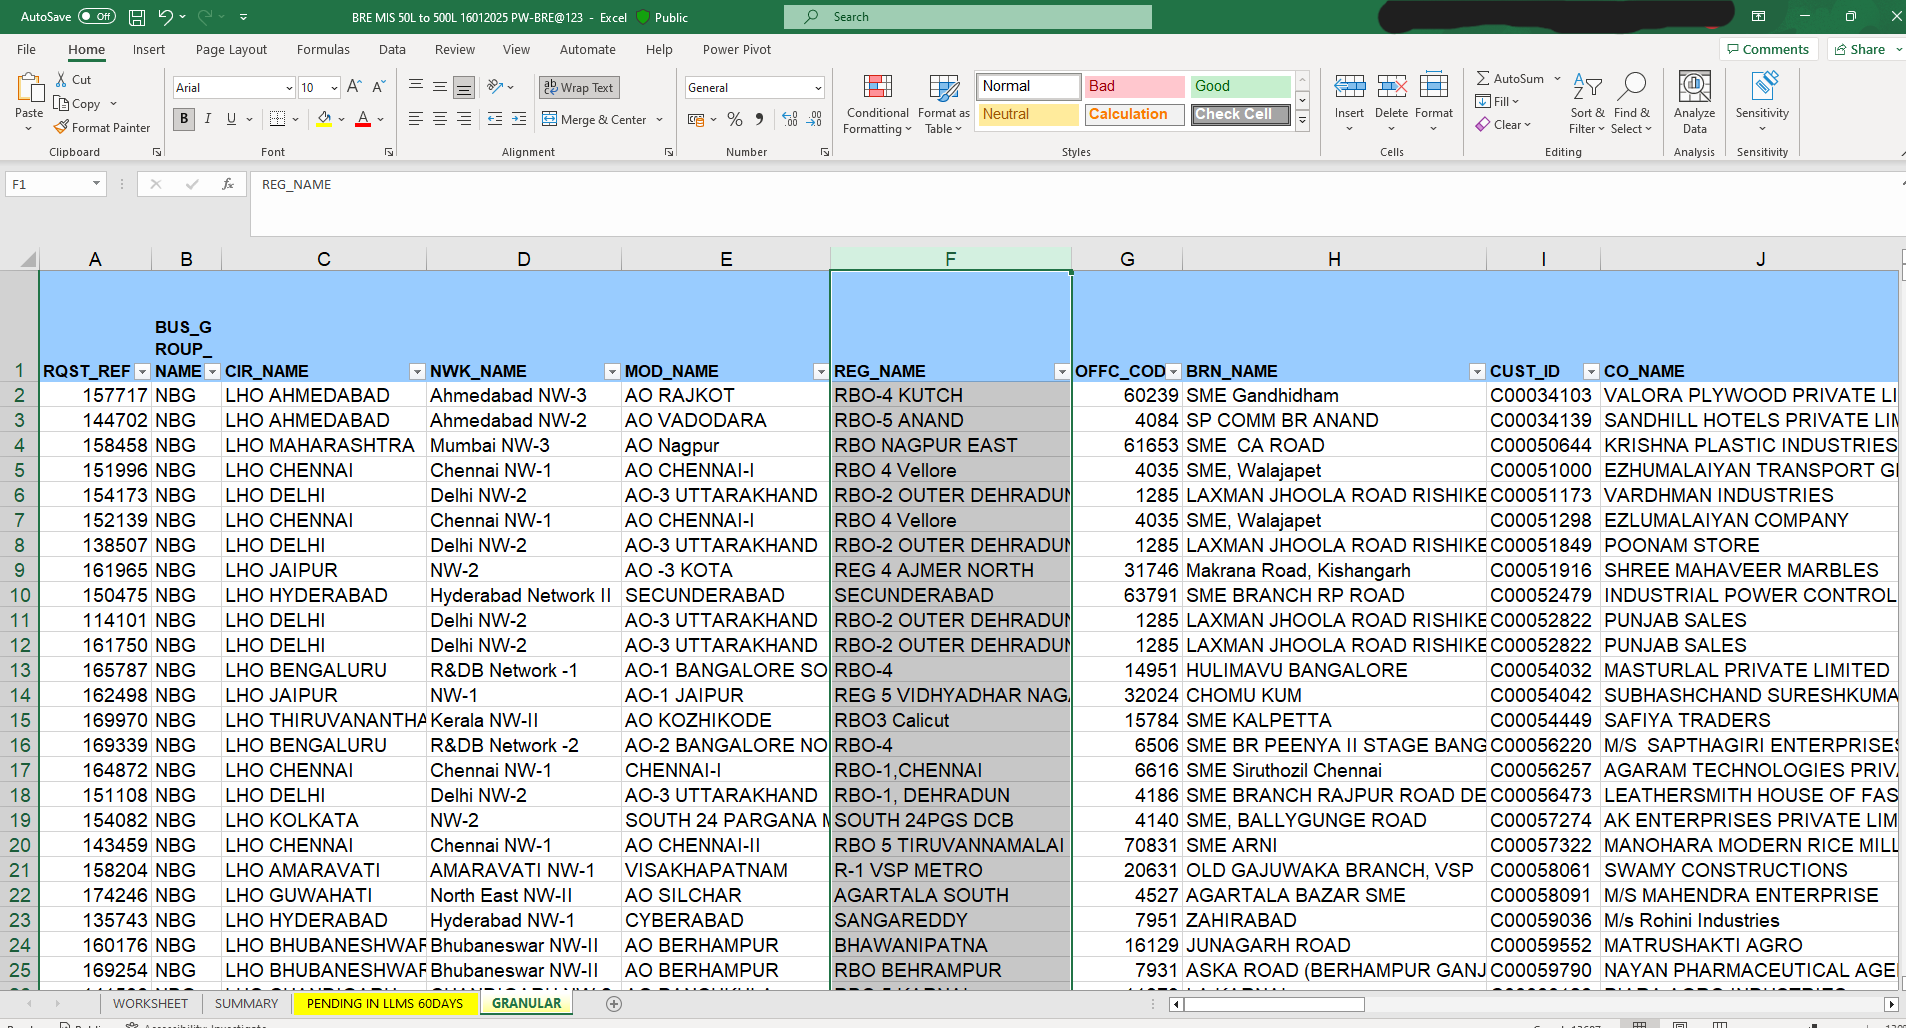 AutoSave Off BRE MIS 50L to 500L 16012025 PW-BRE@123 - Excel Public Search
File Home Insert Page Layout Formulas Data Review View Automate Help Power Pivot Comments Share
Paste Cut Copy Format Painter Clipboard
Arial 10 B I U Font
ab Wrap Text Merge & Center Alignment
General % Number
Conditional Formatting Format as Table Normal Bad Good Neutral Calculation Check Cell Styles
Insert Delete Format Cells
AutoSum Fill Clear Sort & Filter Find & Select Editing
Analyze Data Analysis
Sensitivity Sensitivity
F1 fx REG_NAME
A B C D E F G H I J
1 RQST_REF BUS_GROUP_NAME CIR_NAME NWK_NAME MOD_NAME REG_NAME OFFC_COD BRN_NAME CUST_ID CO_NAME
2 157717 NBG LHO AHMEDABAD Ahmedabad NW-3 AO RAJKOT RBO-4 KUTCH 60239 SME Gandhidham C00034103 VALORA PLYWOOD PRIVATE LI
3 144702 NBG LHO AHMEDABAD Ahmedabad NW-2 AO VADODARA RBO-5 ANAND 4084 SP COMM BR ANAND C00034139 SANDHILL HOTELS PRIVATE LIM
4 158458 NBG LHO MAHARASHTRA Mumbai NW-3 AO Nagpur RBO NAGPUR EAST 61653 SME  CA ROAD C00050644 KRISHNA PLASTIC INDUSTRIES
5 151996 NBG LHO CHENNAI Chennai NW-1 AO CHENNAI-I RBO 4 Vellore 4035 SME, Walajapet C00051000 EZHUMALAIYAN TRANSPORT
6 154173 NBG LHO DELHI Delhi NW-2 AO-3 UTTARAKHAND RBO-2 OUTER DEHRADUN 1285 LAXMAN JHOOLA ROAD RISHIKE C00051173 VARDHMAN INDUSTRIES
7 152139 NBG LHO CHENNAI Chennai NW-1 AO CHENNAI-I RBO 4 Vellore 4035 SME, Walajapet C00051298 EZLUMALAIYAN COMPANY
8 138507 NBG LHO DELHI Delhi NW-2 AO-3 UTTARAKHAND RBO-2 OUTER DEHRADUN 1285 LAXMAN JHOOLA ROAD RISHIKE C00051849 POONAM STORE
9 161965 NBG LHO JAIPUR NW-2 AO -3 KOTA REG 4 AJMER NORTH 31746 Makrana Road, Kishangarh C00051916 SHREE MAHAVEER MARBLES
10 150475 NBG LHO HYDERABAD Hyderabad Network II SECUNDERABAD SECUNDERABAD 63791 SME BRANCH RP ROAD C00052479 INDUSTRIAL POWER CONTROL
11 114101 NBG LHO DELHI Delhi NW-2 AO-3 UTTARAKHAND RBO-2 OUTER DEHRADUN 1285 LAXMAN JHOOLA ROAD RISHIKE C00052822 PUNJAB SALES
12 161750 NBG LHO DELHI Delhi NW-2 AO-3 UTTARAKHAND RBO-2 OUTER DEHRADUN 1285 LAXMAN JHOOLA ROAD RISHIKE C00052822 PUNJAB SALES
13 165787 NBG LHO BENGALURU R&DB Network -1 AO-1 BANGALORE SO RBO-4 14951 HULIMAVU BANGALORE C00054032 MASTURLAL PRIVATE LIMITED
14 162498 NBG LHO JAIPUR NW-1 AO-1 JAIPUR REG 5 VIDHYADHAR NAGA 32024 CHOMU KUM C00054042 SUBHASHCHAND SURESHKUMA
15 169970 NBG LHO THIRUVANANTHA Kerala NW-II AO KOZHIKODE RBO3 Calicut 15784 SME KALPETTA C00054449 SAFIYA TRADERS
16 169339 NBG LHO BENGALURU R&DB Network -2 AO-2 BANGALORE NO RBO-4 6506 SME BR PEENYA II STAGE BANG C00056220 M/S  SAPTHAGIRI ENTERPRISES
17 164872 NBG LHO CHENNAI Chennai NW-1 CHENNAI-I RBO-1,CHENNAI 6616 SME Siruthozil Chennai C00056257 AGARAM TECHNOLOGIES PRIVA
18 151108 NBG LHO DELHI Delhi NW-2 AO-3 UTTARAKHAND RBO-1, DEHRADUN 4186 SME BRANCH RAJPUR ROAD DE C00056473 LEATHERSMITH HOUSE OF FAS
19 154082 NBG LHO KOLKATA NW-2 SOUTH 24 PARGANA SOUTH 24PGS DCB 4140 SME, BALLYGUNGE ROAD C00057274 AK ENTERPRISES PRIVATE LIM
20 143459 NBG LHO CHENNAI Chennai NW-1 AO CHENNAI-II RBO 5 TIRUVANNAMALAI 70831 SME ARNI C00057322 MANOHARA MODERN RICE MILL
21 158204 NBG LHO AMARAVATI AMARAVATI NW-1 VISAKHAPATNAM R-1 VSP METRO 20631 OLD GAJUWAKA BRANCH, VSP C00058061 SWAMY CONSTRUCTIONS
22 174246 NBG LHO GUWAHATI North East NW-II AO SILCHAR AGARTALA SOUTH 4527 AGARTALA BAZAR SME C00058091 M/S MAHENDRA ENTERPRISE
23 135743 NBG LHO HYDERABAD Hyderabad NW-1 CYBERABAD SANGAREDDY 7951 ZAHIRABAD C00059036 M/s Rohini Industries
24 160176 NBG LHO BHUBANESHWAR Bhubaneswar NW-II AO BERHAMPUR BHAWANIPATNA 16129 JUNAGARH ROAD C00059552 MATRUSHAKTI AGRO
25 169254 NBG LHO BHUBANESHWAR Bhubaneswar NW-II AO BERHAMPUR RBO BEHRAMPUR 7931 ASKA ROAD (BERHAMPUR GANJ C00059790 NAYAN PHARMACEUTICAL AGE
WORKSHEET SUMMARY PENDING IN LLMS 60DAYS GRANULAR